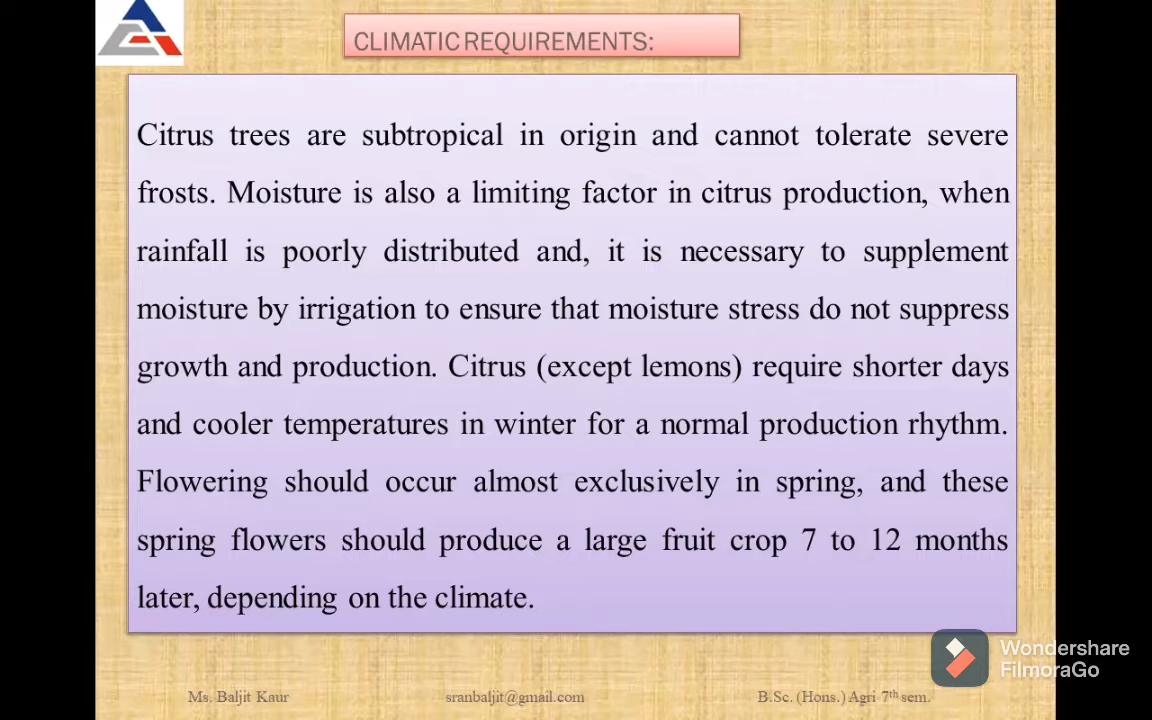 CLIMATIC REQUIREMENTS:
Citrus trees are subtropical in origin and cannot tolerate severe
frosts. Moisture is also a limiting factor in citrus production, when
rainfall is poorly distributed and, it is necessary to supplement
moisture by irrigation to ensure that moisture stress do not suppress
growth and production. Citrus (except lemons) require shorter days
and cooler temperatures in winter for a normal production rhythm.
Flowering should occur almost exclusively in spring, and these
spring flowers should produce a large fruit crop 7 to 12 months
later, depending on the climate.
Wondershare
FilmoraGo
Ms. Baljit Kaur sranbaljit@gmail.com B.Sc. (Hons.) Agri 7th sem.